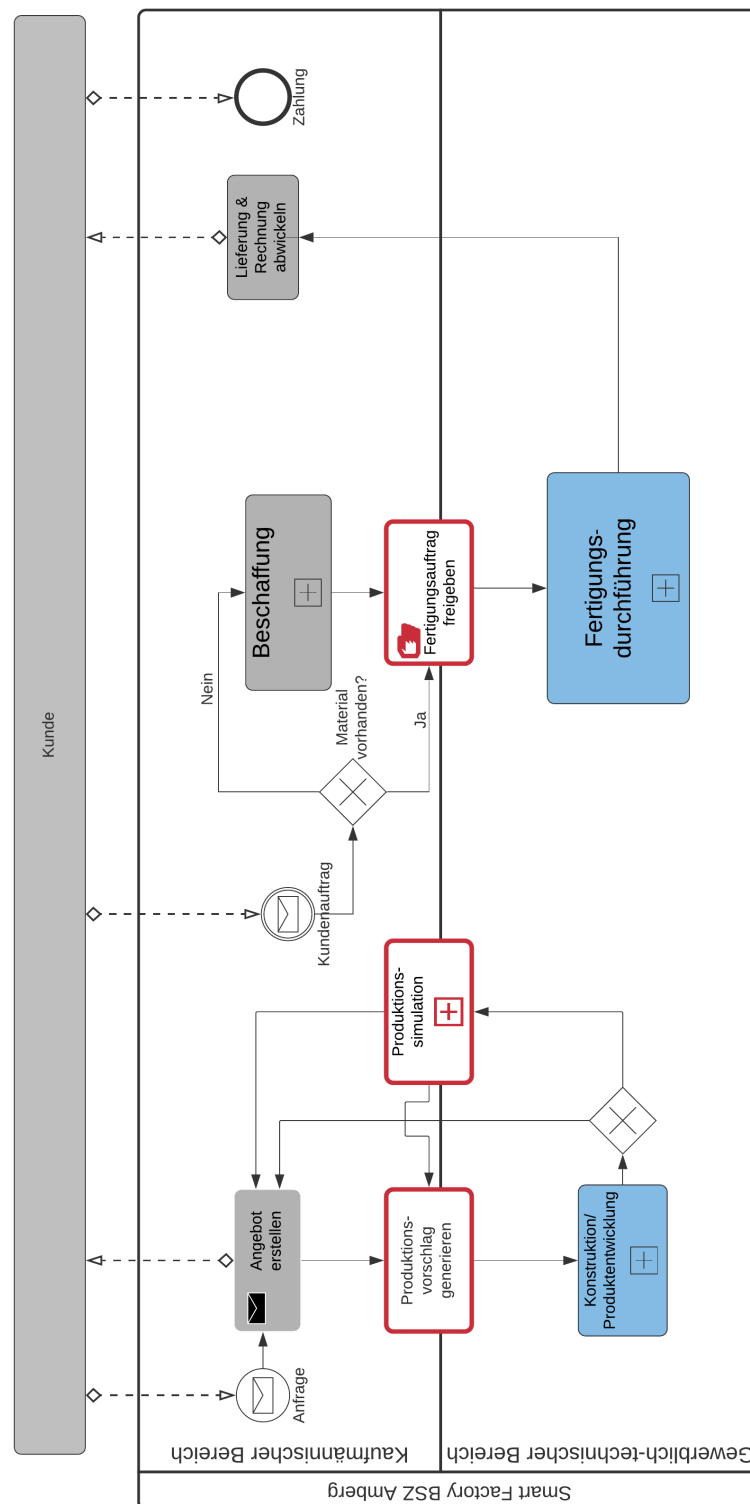 Kunde
Smart Factory BSZ Amberg
Kaufmännischer Bereich
Gewerblich-technischer Bereich
Anfrage
Angebot
erstellen
Produktions-
vorschlag
generieren
Konstruktion/
Produktentwicklung
Produktions-
simulation
Kundenauftrag
Material
vorhanden?
Nein
Ja
Beschaffung
Fertigungsauftrag
freigeben
Fertigungs-
durchführung
Lieferung &
Rechnung
abwickeln
Zahlung